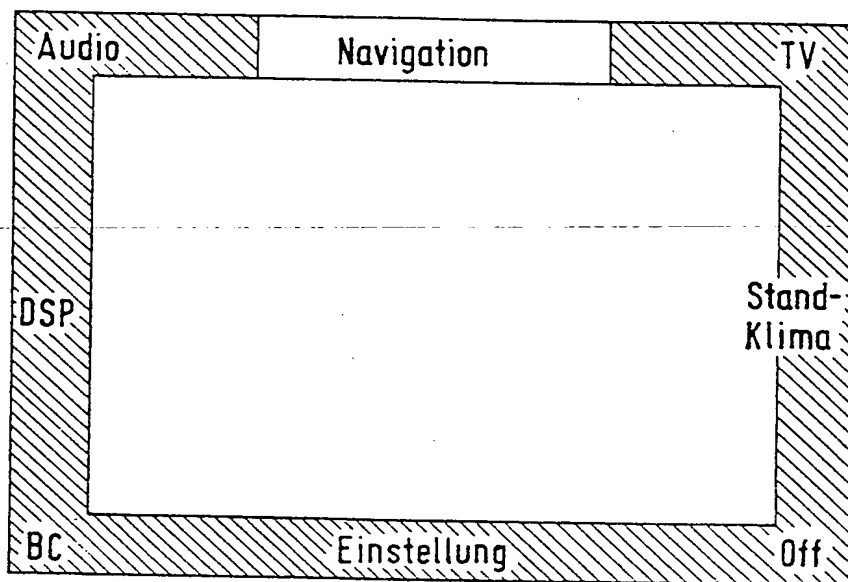 Audio
Navigation
TV
DSP
Stand-
Klima
BC
Einstellung
Off